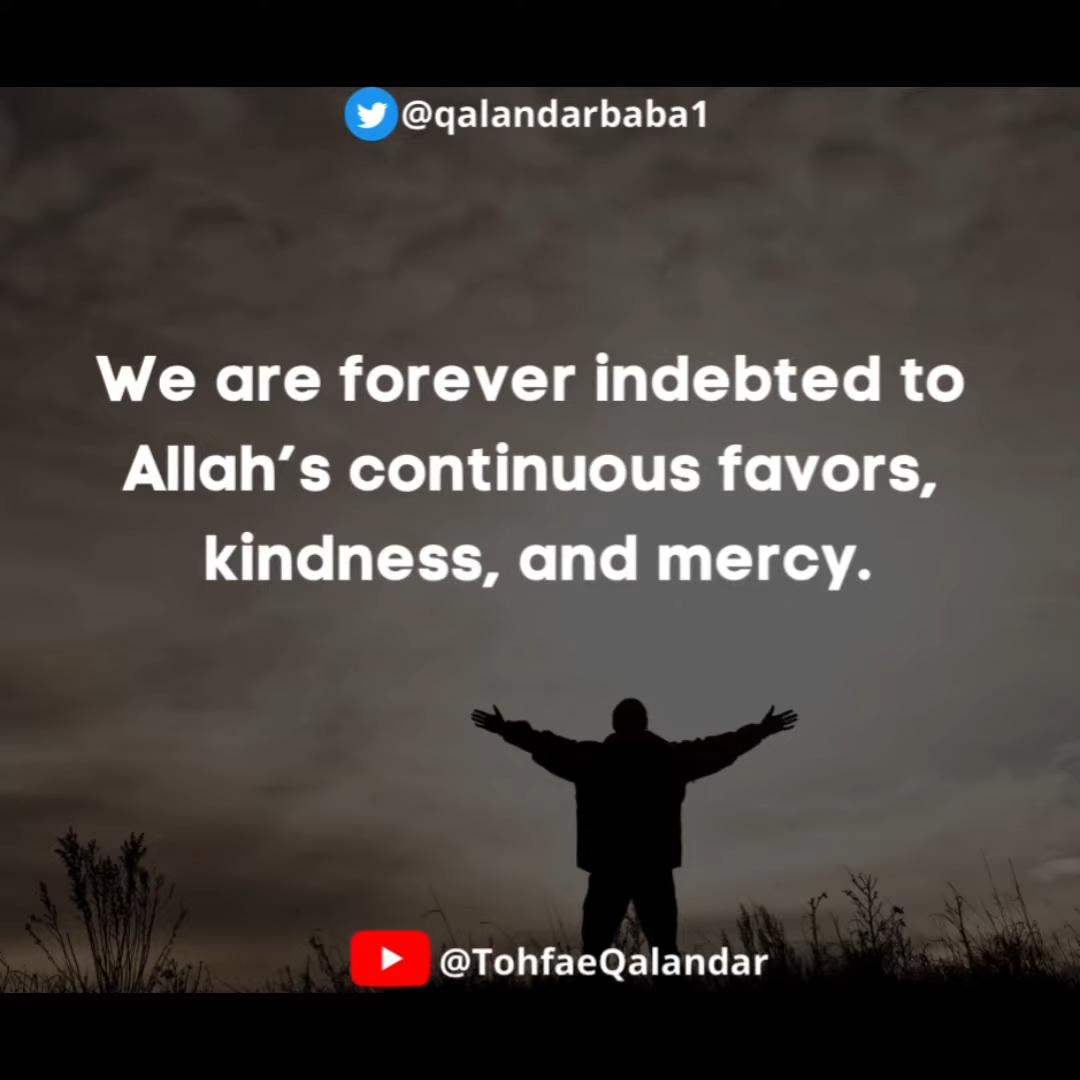 @qalandarbaba1
We are forever indebted to
Allah’s continuous favors,
kindness, and mercy.
@TohfaeQalandar